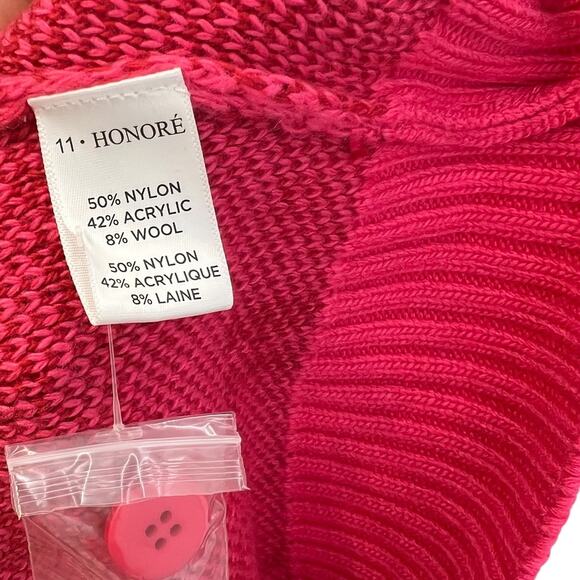 11 • HONORÉ
50% NYLON
42% ACRYLIC
8% WOOL
50% NYLON
42% ACRYLIQUE
8% LAINE